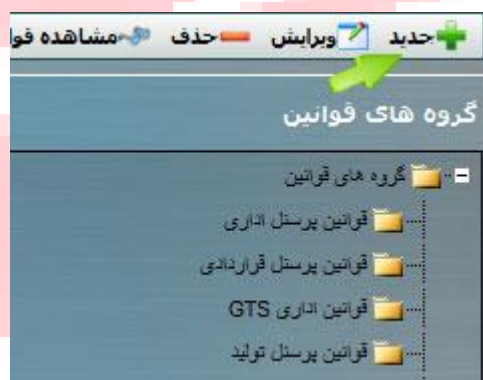 جدید ویرایش حذف مشاهده قوا
گروه های قوانین
گروه های قوانین
قوانین پرسنل اداری
قوانین پرسنل قراردادی
قوانین اداری GTS
قوانین پرسنل تولید